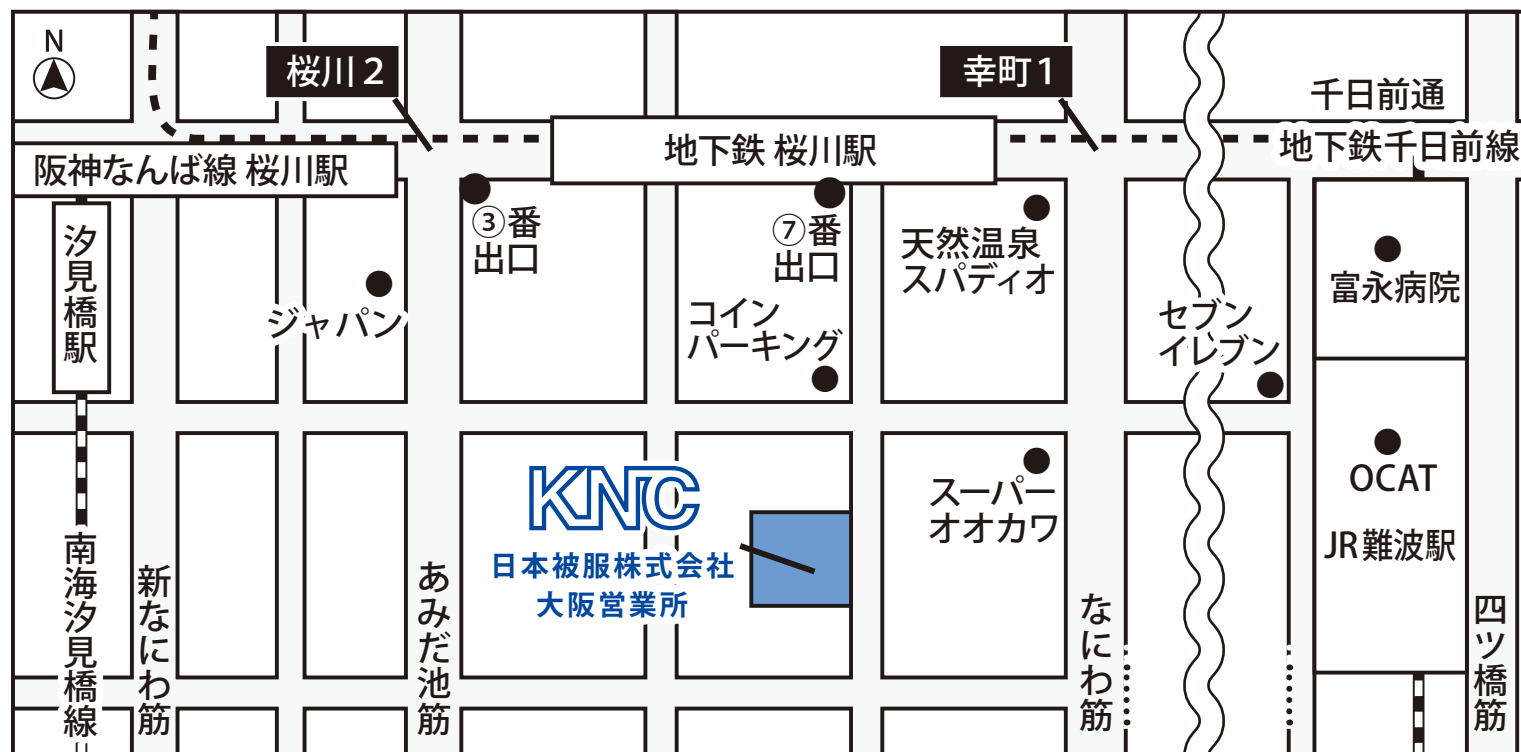 N
桜川2
幸町1
千日前通
地下鉄千日前線
地下鉄 桜川駅
阪神なんば線 桜川駅
汐見橋駅
③番
出口
⑦番
出口
天然温泉
スパディオ
富永病院
ジャパン
コイン
パーキング
セブン
イレブン
KNC
日本被服株式会社
大阪営業所
スーパー
オオカワ
OCAT
JR難波駅
南海汐見橋線
新なにわ筋
あみだ池筋
なにわ筋
四ツ橋筋